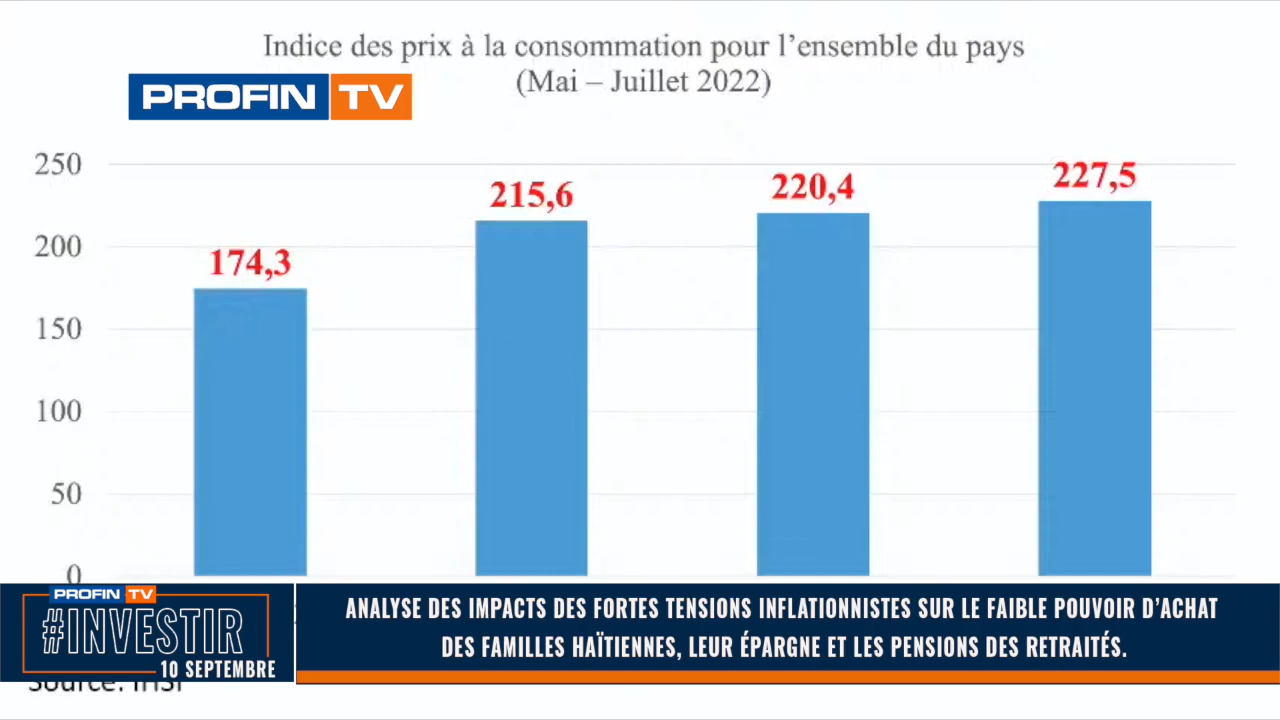 Indice des prix à la consommation pour l'ensemble du pays
(Mai – Juillet 2022)
PROFIN TV
250
200
150
100
50
0
174,3
215,6
220,4
227,5
PROFIN TV
#INVESTIR
10 SEPTEMBRE
ANALYSE DES IMPACTS DES FORTES TENSIONS INFLATIONNISTES SUR LE FAIBLE POUVOIR D'ACHAT
DES FAMILLES HAÏTIENNES, LEUR ÉPARGNE ET LES PENSIONS DES RETRAITÉS.
Source: